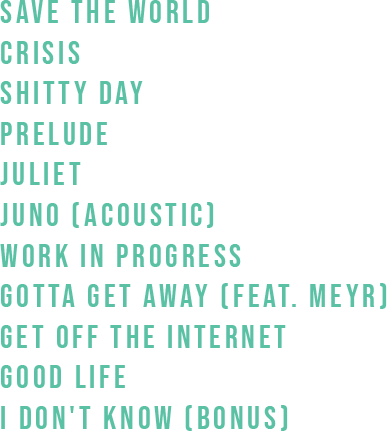 SAVE THE WORLD
CRISIS
SHITTY DAY
PRELUDE
JULIET
JUNO (ACOUSTIC)
WORK IN PROGRESS
GOTTA GET AWAY (FEAT. MEYR)
GET OFF THE INTERNET
GOOD LIFE
I DON'T KNOW (BONUS)